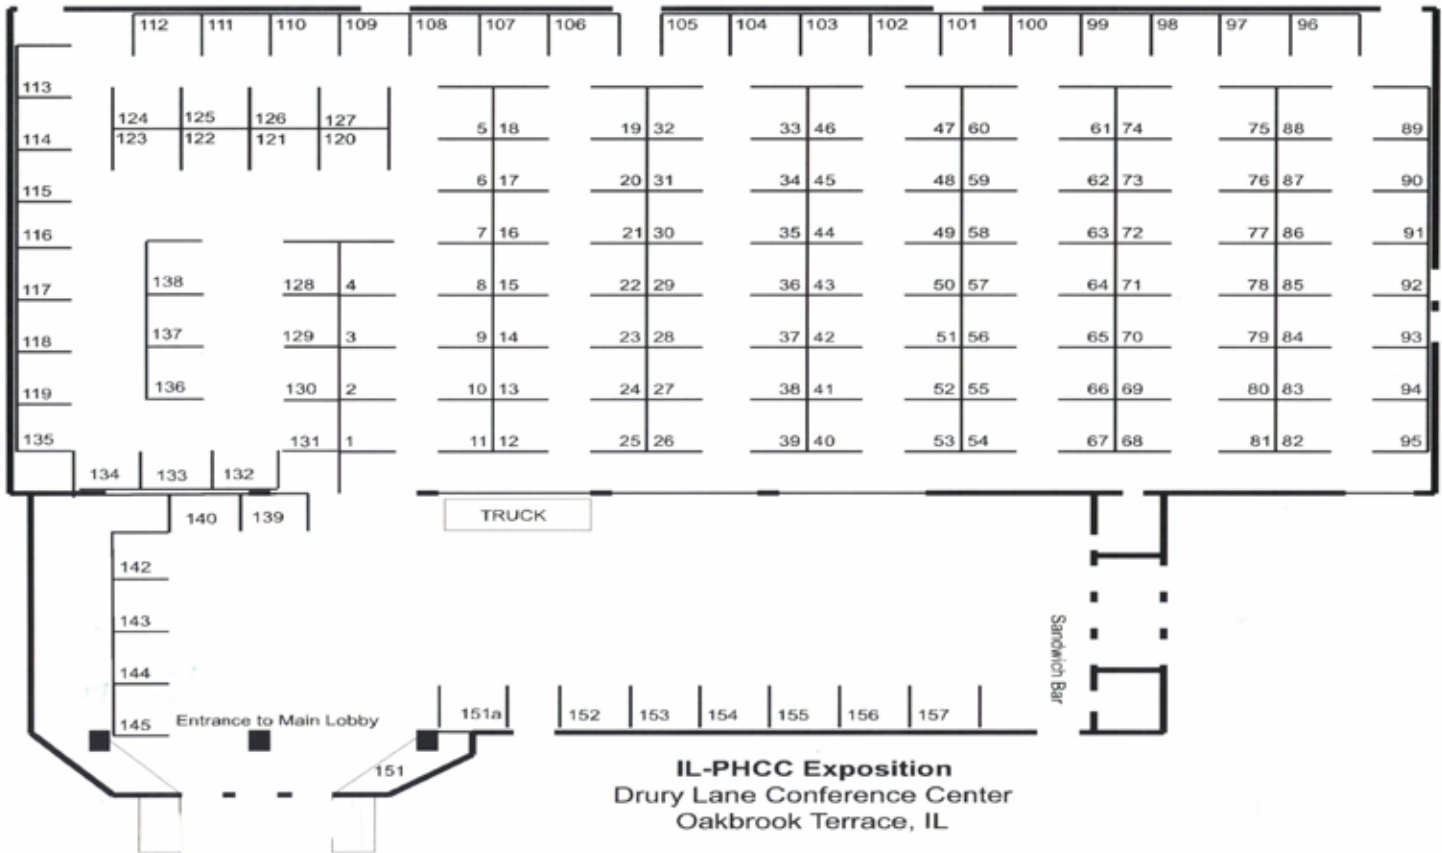 112 111 110 109 108 107 106 105 104 103 102 101 100 99 98 97 96
113
124 125 126 127 5 18 19 32 33 46 47 60 61 74 75 88 89
114 123 122 121 120
6 17 20 31 34 45 48 59 62 73 76 87 90
115
116 7 16 21 30 35 44 49 58 63 72 77 86 91
117 138 128 4 8 15 22 29 36 43 50 57 64 71 78 85 92
118 137 129 3 9 14 23 28 37 42 51 56 65 70 79 84 93
119 136 130 2 10 13 24 27 38 41 52 55 66 69 80 83 94
135 131 1 11 12 25 26 39 40 53 54 67 68 81 82 95
134 133 132
140 139 TRUCK
142
143
Sandwich Bar
144
145 Entrance to Main Lobby 151a 152 153 154 155 156 157
151
IL-PHCC Exposition
Drury Lane Conference Center
Oakbrook Terrace, IL